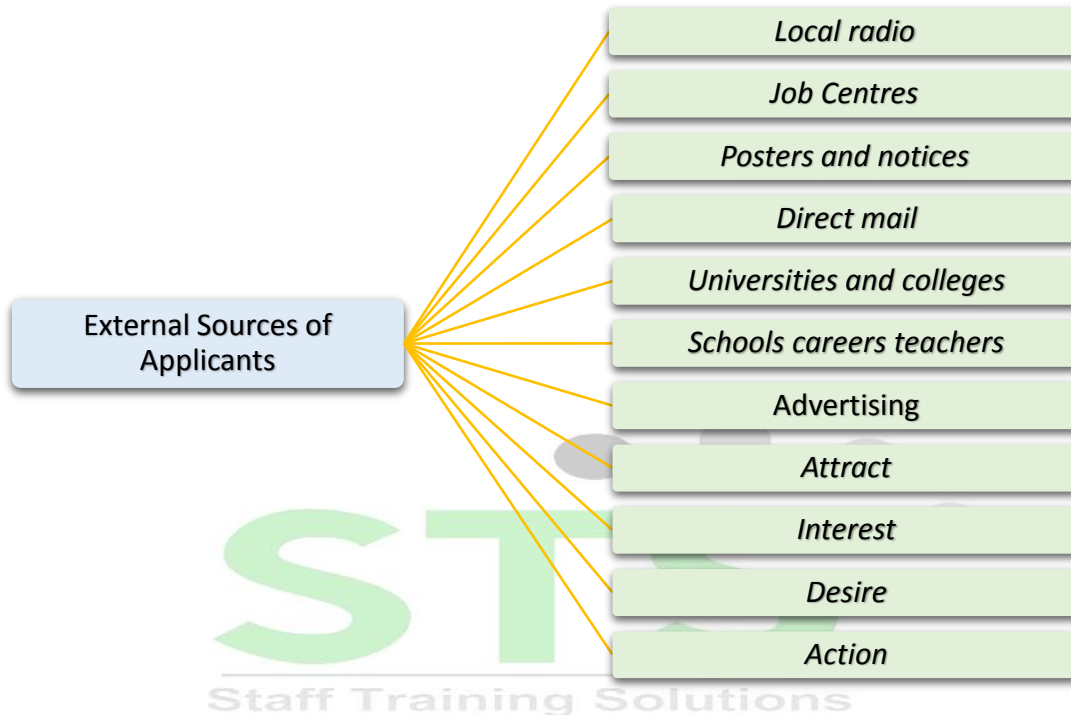 External Sources of
Applicants
Local radio
Job Centres
Posters and notices
Direct mail
Universities and colleges
Schools careers teachers
Advertising
Attract
Interest
Desire
Action
STS
Staff Training Solutions